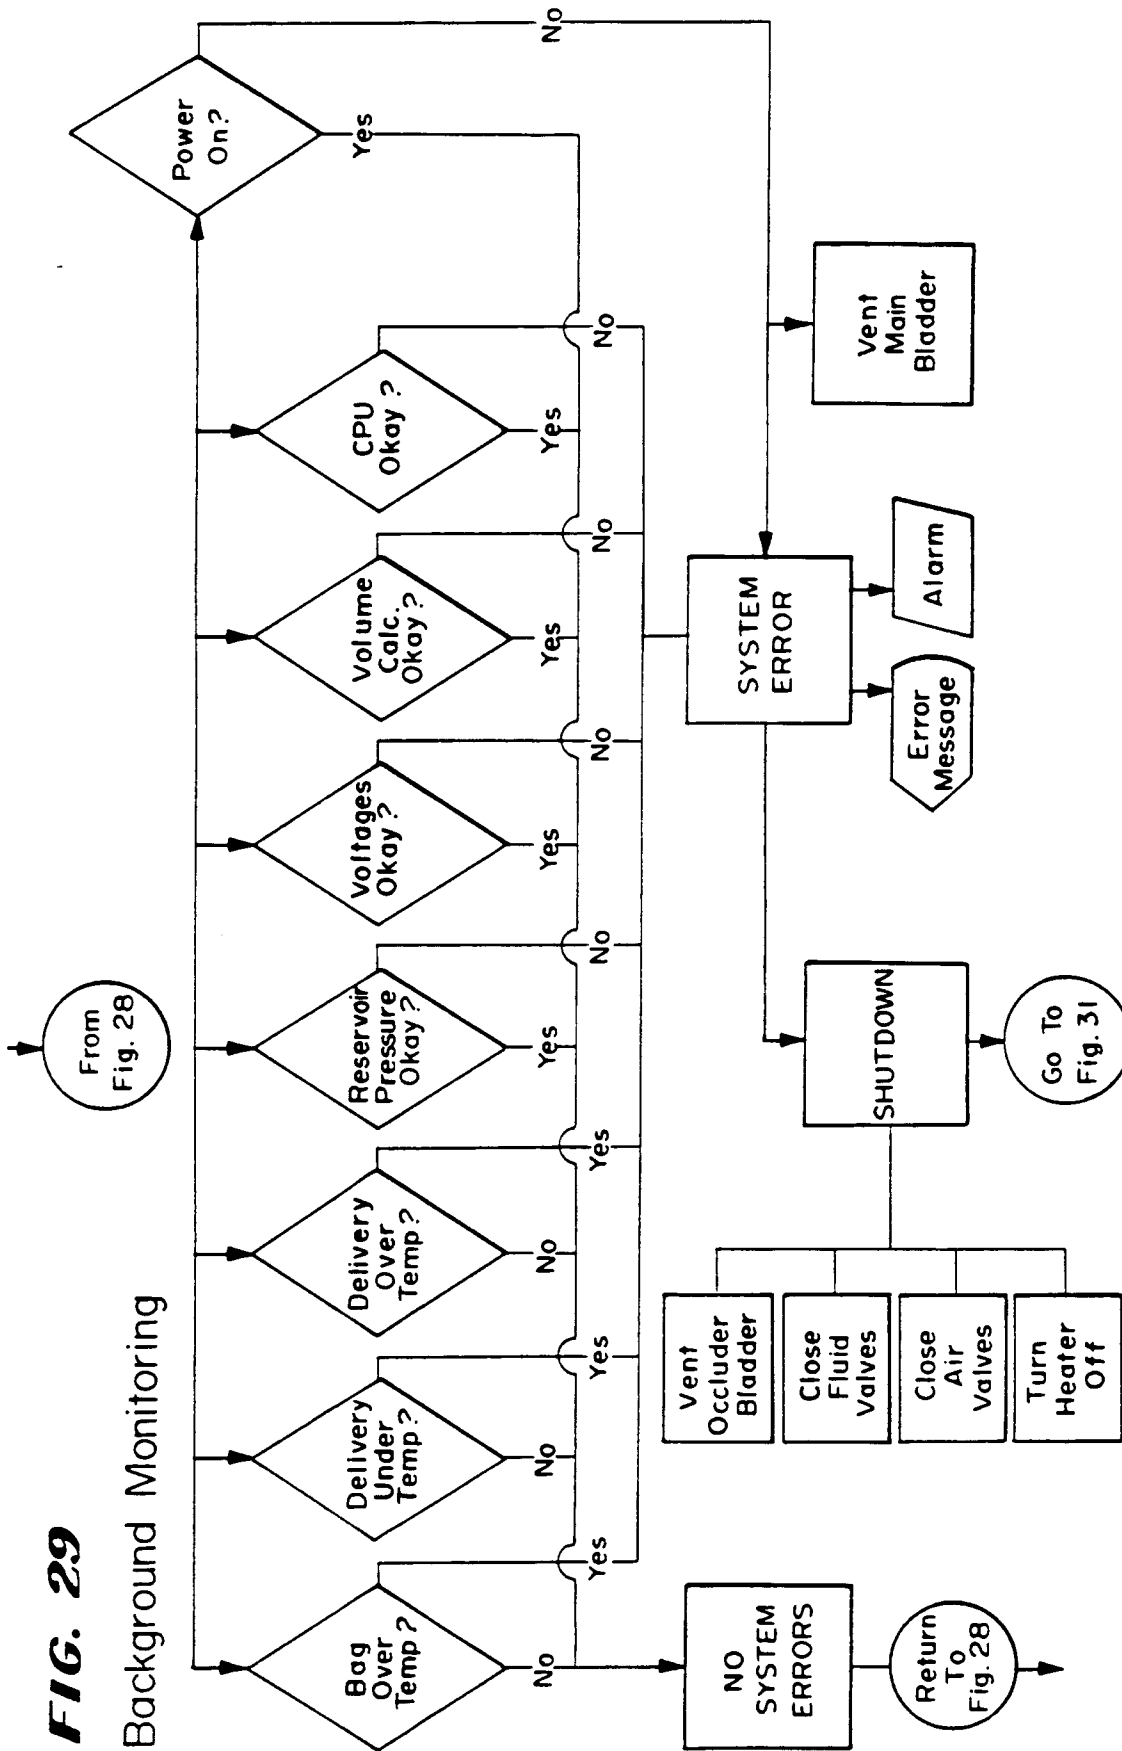 FIG. 29
Background Monitoring
From
Fig. 28
Bag
Over
Temp?
Delivery
Under
Temp?
Delivery
Over
Temp?
Reservoir
Pressure
Okay?
Voltages
Okay?
Volume
Calc.
Okay?
CPU
Okay?
Power
On?
No
No
No
Yes
Yes
Yes
Yes
Yes
Yes
Yes
Yes
No
No
No
No
No
NO
SYSTEM
ERRORS
Return
To
Fig. 28
Vent
Occluder
Bladder
Close
Fluid
Valves
Close
Air
Valves
Turn
Heater
Off
SHUTDOWN
Go To
Fig. 31
SYSTEM
ERROR
Error
Message
Alarm
Vent
Main
Bladder